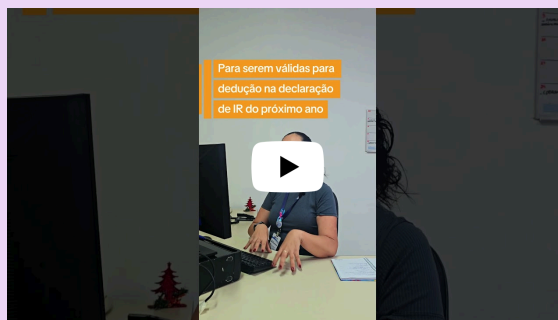 Para serem válidas para
dedução na declaração
de IR do próximo ano